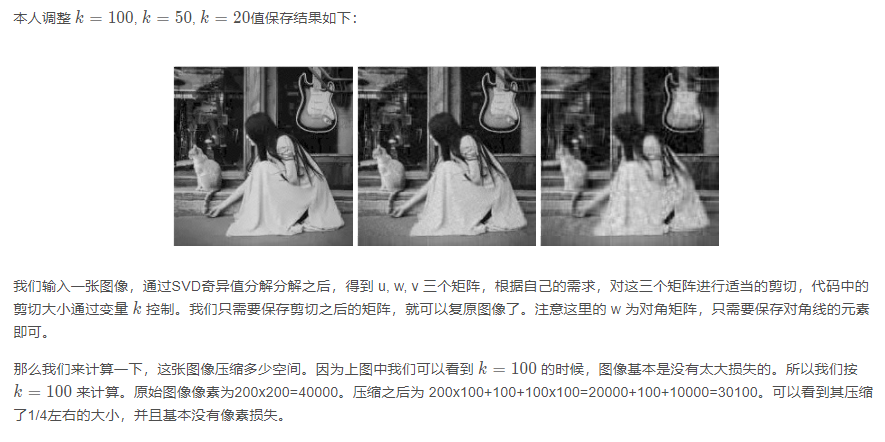 本人调整 k = 100, k = 50, k = 20值保存结果如下：
我们输入一张图像，通过SVD奇异值分解分解之后，得到 u, w, v 三个矩阵，根据自己的需求，对这三个矩阵进行适当的剪切，代码中的
剪切大小通过变量 k 控制。我们只需要保存剪切之后的矩阵，就可以复原图像了。注意这里的 w 为对角矩阵，只需要保存对角线的元素
即可。
那么我们来计算一下，这张图像压缩多少空间。因为上图中我们可以看到 k = 100 的时候，图像基本是没有太大损失的。所以我们按
k = 100 来计算。原始图像像素为200x200=40000。压缩之后为 200x100+100+100x100=20000+100+10000=30100。可以看到其压缩
了1/4左右的大小，并且基本没有像素损失。